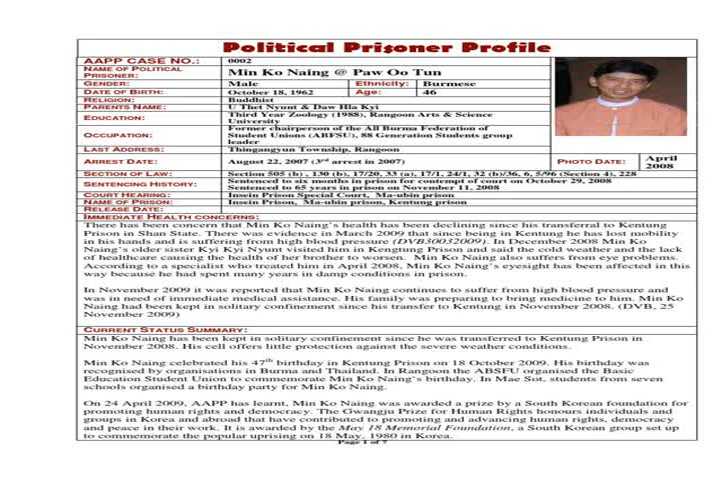 Political Prisoner Profile
AAPP CASE NO.: 0002
NAME OF POLITICAL PRISONER: Min Ko Naing @ Paw Oo Tun
GENDER: Male Ethnicity: Burmese
DATE OF BIRTH: October 18, 1962 Age: 46
RELIGION: Buddhist
PARENTS NAME: U Thet Nyunt & Daw Hla Kyi
EDUCATION: Third Year Zoology (1988), Rangoon Arts & Science
University
OCCUPATION: Former chairperson of the All Burma Federation of
Student Unions (ABFSU), 88 Generation Students group
leader
LAST ADDRESS: Thingangyun Township, Rangoon
ARREST DATE: August 22, 2007 (3rd arrest in 2007) PHOTO DATE: April
2008
SECTION OF LAW: Section 505 (b) , 130 (b), 17/20, 33 (a), 17/1, 24/1, 32 (b)/36, 6, 5/96 (Section 4), 228
SENTENCING HISTORY: Sentenced to six months in prison for contempt of court on October 29, 2008
Sentenced to 65 years in prison on November 11, 2008
COURT HEARING: Insein Prison Special Court, Ma-ubin prison
NAME OF PRISON: Insein Prison, Ma-ubin prison, Kentung prison
RELEASE DATE:
IMMEDIATE HEALTH CONCERNS:
There has been concern that Min Ko Naing's health has been declining since his transferral to Kentung
Prison in Shan State. There was evidence in March 2009 that since being in Kentung he has lost mobility
in his hands and is suffering from high blood pressure (DVB30032009). In December 2008 Min Ko
Naing's older sister Kyi Kyi Nyunt visited him in Kengtung Prison and said the cold weather and the lack
of healthcare causing the health of her brother to worsen. Min Ko Naing also suffers from eye problems.
According to a specialist who treated him in April 2008, Min Ko Naing's eyesight has been affected in this
way because he had spent many years in damp conditions in prison.
In November 2009 it was reported that Min Ko Naing continues to suffer from high blood pressure and
was in need of immediate medical assistance. His family was preparing to bring medicine to him. Min Ko
Naing had been kept in solitary confinement since his transfer to Kentung in November 2008. (DVB, 25
November 2009)
CURRENT STATUS SUMMARY:
Min Ko Naing has been kept in solitary confinement since he was transferred to Kentung Prison in
November 2008. His cell offers little protection against the severe weather conditions.
Min Ko Naing celebrated his 47th birthday in Kentung Prison on 18 October 2009. His birthday was
recognised by organisations in Burma and Thailand. In Rangoon the ABSFU organised the Basic
Education Student Union to commemorate Min Ko Naing's birthday. In Mae Sot, students from seven
schools organised a birthday party for Min Ko Naing.
On 24 April 2009, AAPP has learnt, Min Ko Naing was awarded a prize by a South Korean foundation for
promoting human rights and democracy. The Gwangju Prize for Human Rights honours individuals and
groups in Korea and abroad that have contributed to promoting and advancing human rights, democracy
and peace in their work. It is awarded by the May 18 Memorial Foundation, a South Korean group set up
to commemorate the popular uprising on 18 May, 1980 in Korea.
Page 1 of 7